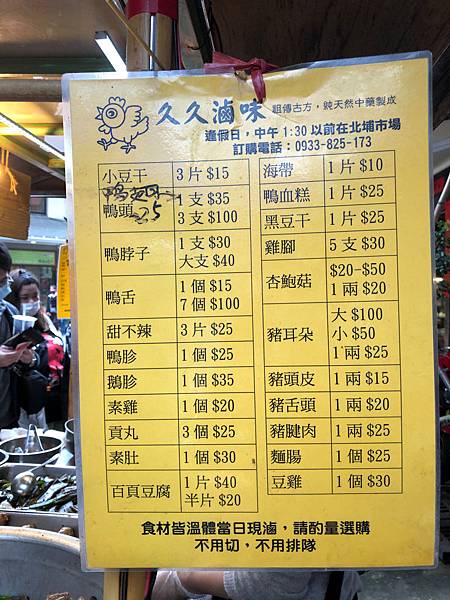 久久滷味
祖傳古方，純天然中藥製成
逢假日，中午1:30以前在北埔市場
訂購電話：0933-825-173
小豆干 3片$15
鴨頭 1支$35
25
3支$100
鴨脖子 1支$30
大支$40
鴨舌 1個$15
7個$100
甜不辣 3片$25
鴨胗 1個$25
鵝胗 1個$35
素雞 1個$20
貢丸 3個$25
素肚 1個$30
百頁豆腐 1片$40
半片$20
海帶 1片$10
鴨血糕 1片$25
黑豆干 1片$25
雞腳 5支$30
杏鮑菇 $20-$50
1兩$20
豬耳朵 大$100
小$50
1兩$25
豬頭皮 1兩$15
豬舌頭 1兩$20
豬腱肉 1兩$25
麵腸 1個$25
豆雞 1個$30
食材皆溫體當日現滷，請酌量選購
不用切，不用排隊